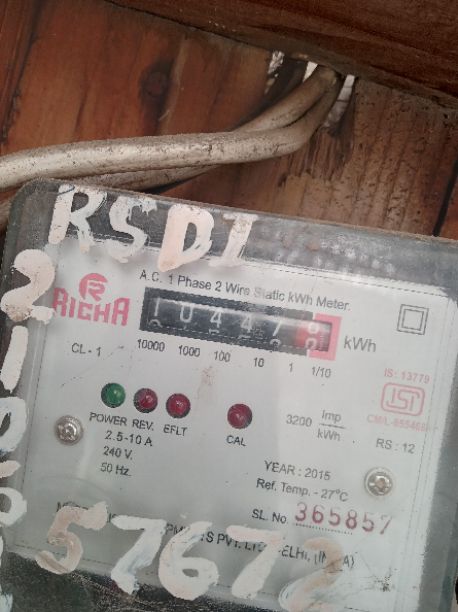 RSDI
A.C. 1 Phase 2 Wire Static kWh Meter.
RICHA
10447
kWh
CL - 1
10000 1000 100 10 1 1/10
IS : 13779
ISI
POWER REV. EFLT
CAL
3200 Imp
kWh
RS : 12
2.5-10 A
240 V.
50 Hz.
YEAR : 2015
Ref. Temp. - 27°C
SL. No. 365857
57672